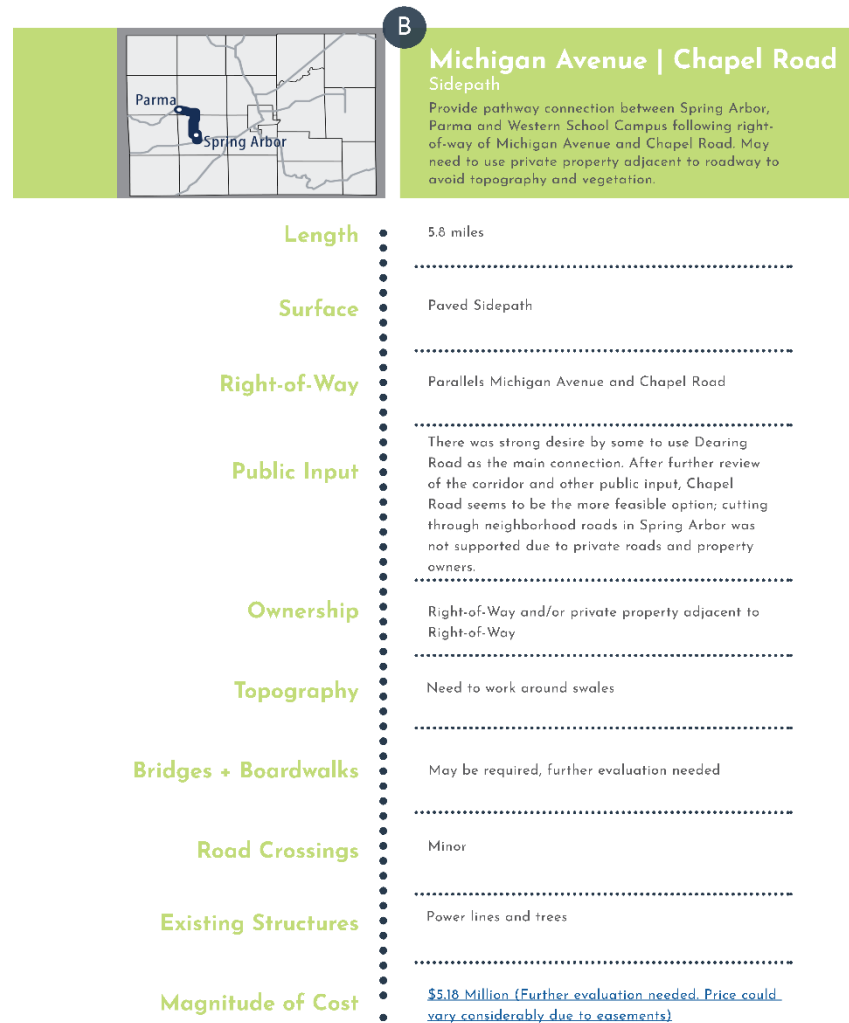 B
Michigan Avenue | Chapel Road
Sidepath
Provide pathway connection between Spring Arbor,
Parma and Western School Campus following right-
of-way of Michigan Avenue and Chapel Road. May
need to use private property adjacent to roadway to
avoid topography and vegetation.
Parma
Spring Arbor
Length
5.8 miles
Surface
Paved Sidepath
Right-of-Way
Parallels Michigan Avenue and Chapel Road
Public Input
There was strong desire by some to use Dearing
Road as the main connection. After further review
of the corridor and other public input, Chapel
Road seems to be the more feasible option; cutting
through neighborhood roads in Spring Arbor was
not supported due to private roads and property
owners.
Ownership
Right-of-Way and/or private property adjacent to
Right-of-Way
Topography
Need to work around swales
Bridges + Boardwalks
May be required, further evaluation needed
Road Crossings
Minor
Existing Structures
Power lines and trees
Magnitude of Cost
$5.18 Million (Further evaluation needed. Price could
vary considerably due to easements)